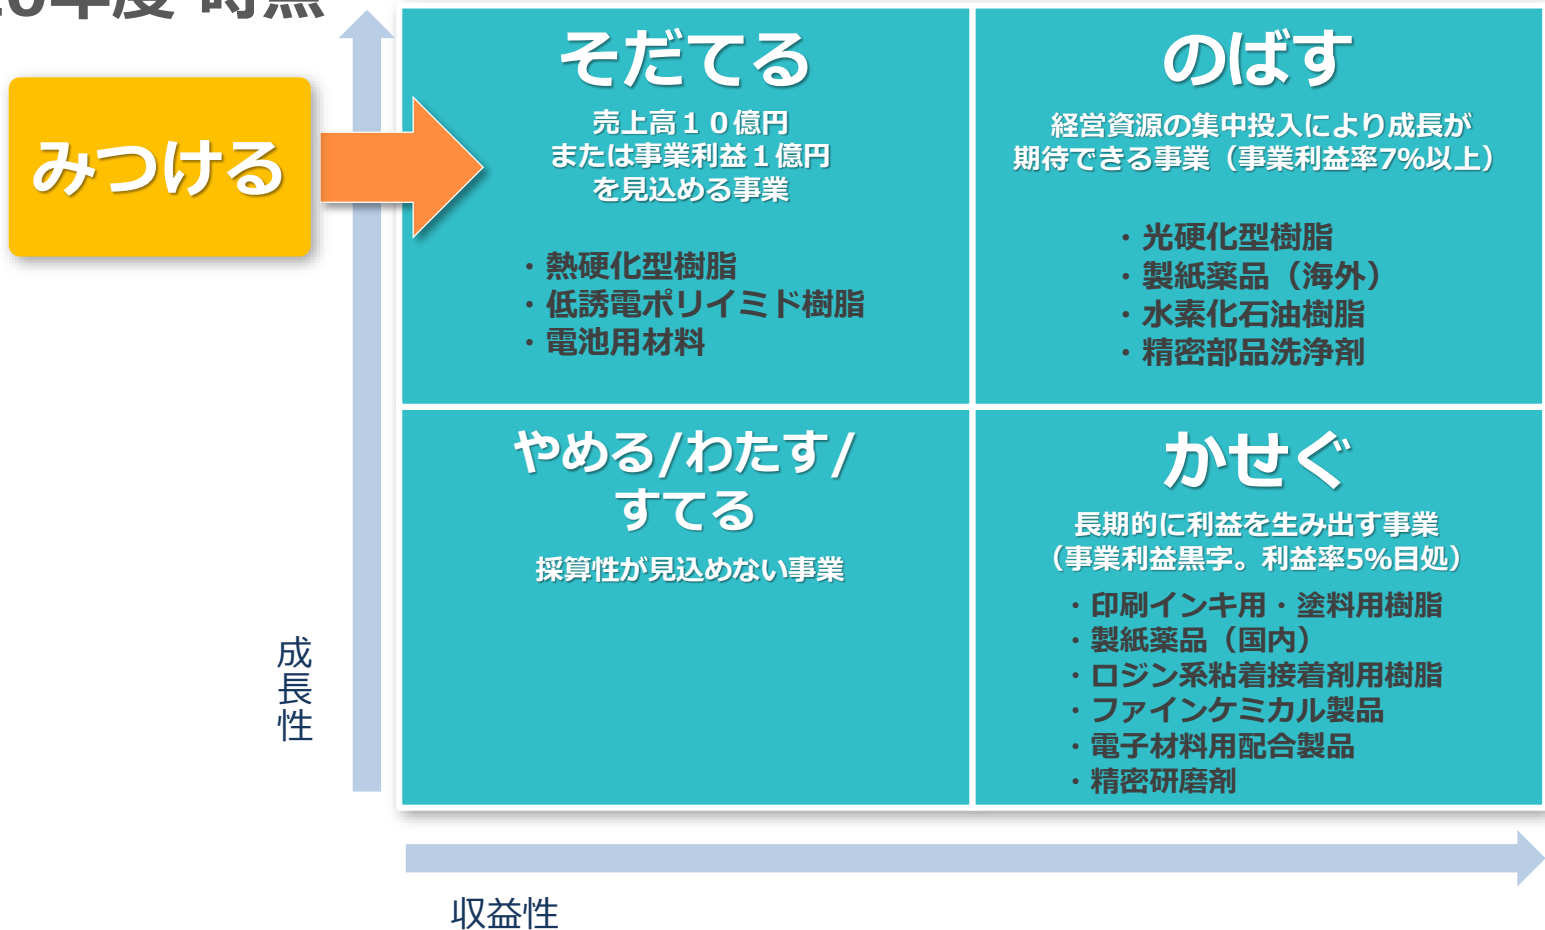 年度 時点
みつける
そだてる
売上高１０億円
または事業利益１億円
を見込める事業
・熱硬化型樹脂
・低誘電ポリイミド樹脂
・電池用材料
のばす
経営資源の集中投入により成長が
期待できる事業（事業利益率7%以上）
・光硬化型樹脂
・製紙薬品（海外）
・水素化石油樹脂
・精密部品洗浄剤
やめる/わたす/
すてる
採算性が見込めない事業
かせぐ
長期的に利益を生み出す事業
（事業利益黒字。利益率5%目処）
・印刷インキ用・塗料用樹脂
・製紙薬品（国内）
・ロジン系粘着接着剤用樹脂
・ファインケミカル製品
・電子材料用配合製品
・精密研磨剤
成長性
収益性